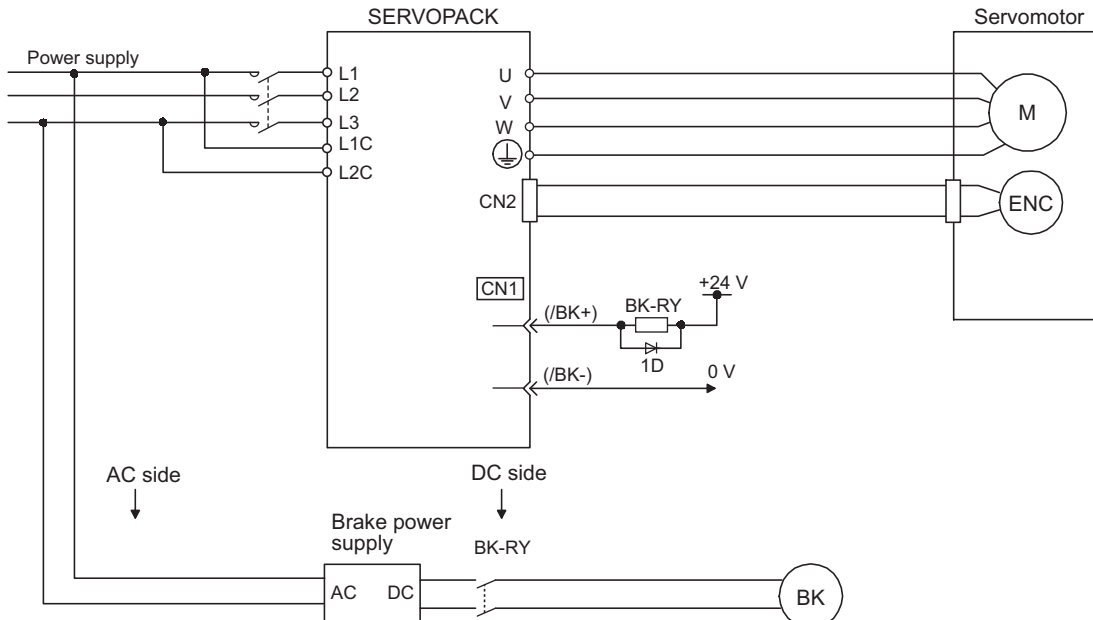 SERVOPACK
Servomotor
Power supply
L1
L2
L3
L1C
L2C
U
V
W
M
CN2
ENC
CN1
+24 V
(/BK+)
BK-RY
1D
(/BK-)
0 V
AC side
DC side
Brake power
supply
BK-RY
AC
DC
BK